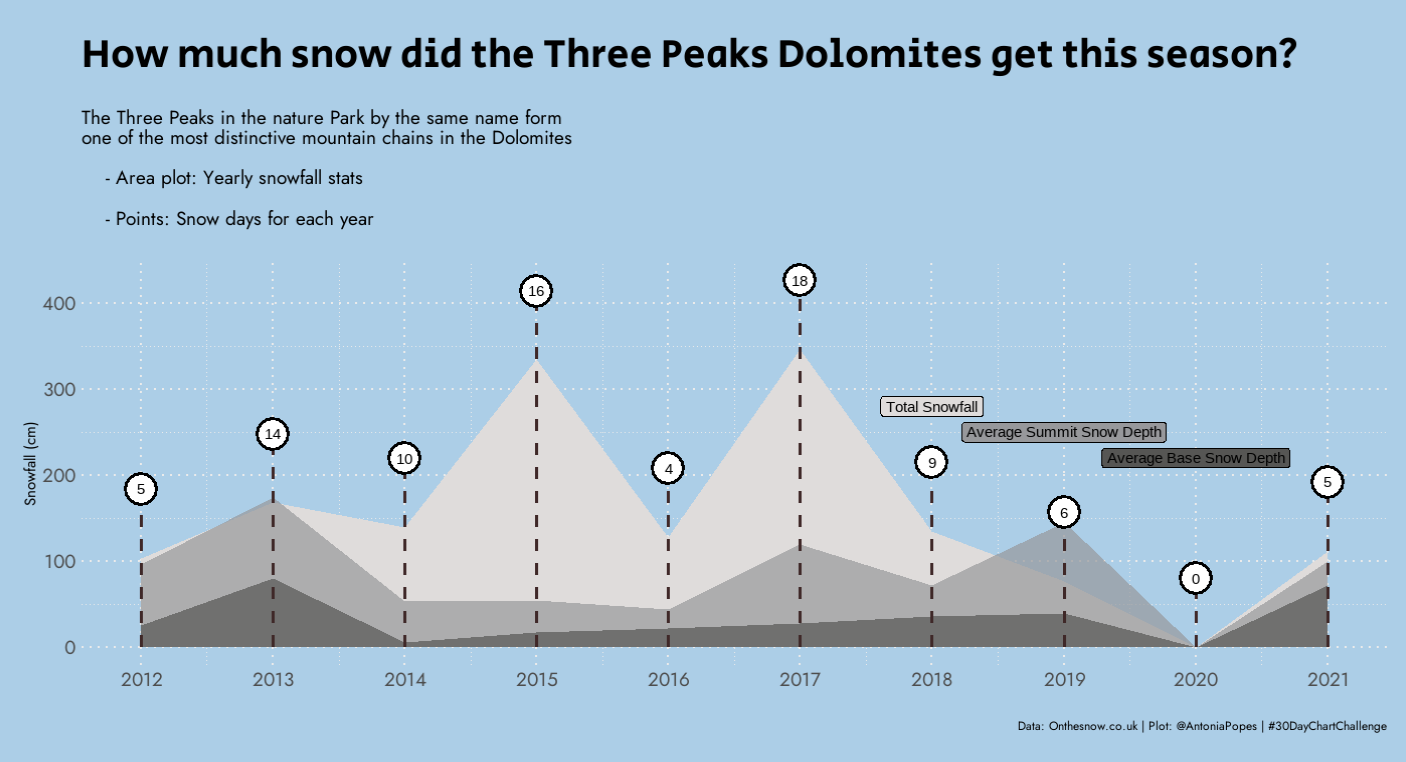 How much snow did the Three Peaks Dolomites get this season?
The Three Peaks in the nature Park by the same name form
one of the most distinctive mountain chains in the Dolomites
- Area plot: Yearly snowfall stats
- Points: Snow days for each year
Snowfall (cm)
400
300
200
100
0
5
14
10
16
4
18
9
6
0
5
Total Snowfall
Average Summit Snow Depth
Average Base Snow Depth
2012 2013 2014 2015 2016 2017 2018 2019 2020 2021
Data: Onthesnow.co.uk | Plot: @AntoniaPopes | #30DayChartChallenge